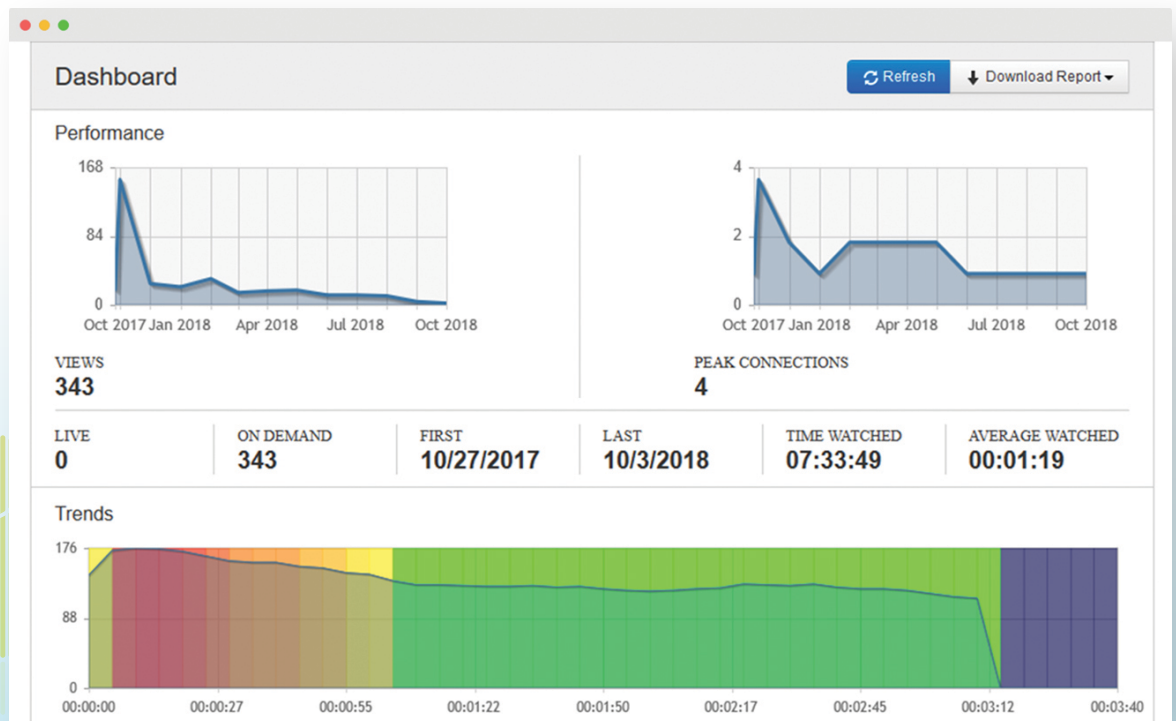 Dashboard
Refresh
Download Report
Performance
168
84
0
Oct 2017 Jan 2018 Apr 2018 Jul 2018 Oct 2018
4
2
0
Oct 2017 Jan 2018 Apr 2018 Jul 2018 Oct 2018
VIEWS
343
PEAK CONNECTIONS
4
LIVE
0
ON DEMAND
343
FIRST
10/27/2017
LAST
10/3/2018
TIME WATCHED
07:33:49
AVERAGE WATCHED
00:01:19
Trends
176
88
0
00:00:00 00:00:27 00:00:55 00:01:22 00:01:50 00:02:17 00:02:45 00:03:12 00:03:40